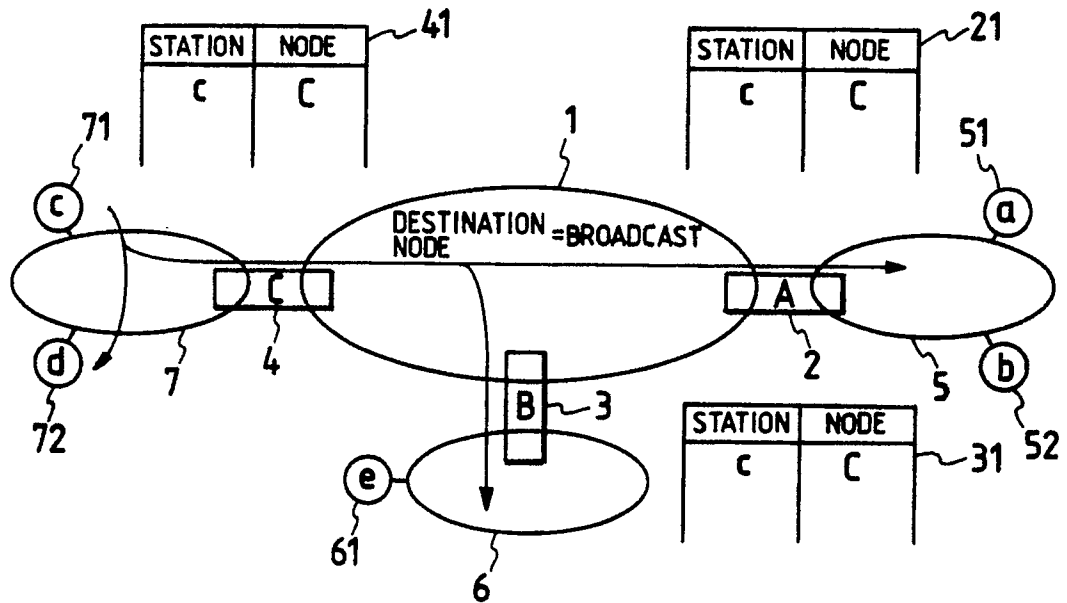 41
STATION NODE
c C
21
STATION NODE
c C
71
1
51
c
a
DESTINATION
NODE =BROADCAST
C
A
d
4
7
2
5
b
72
B
3
52
STATION NODE
c C
31
e
61
6